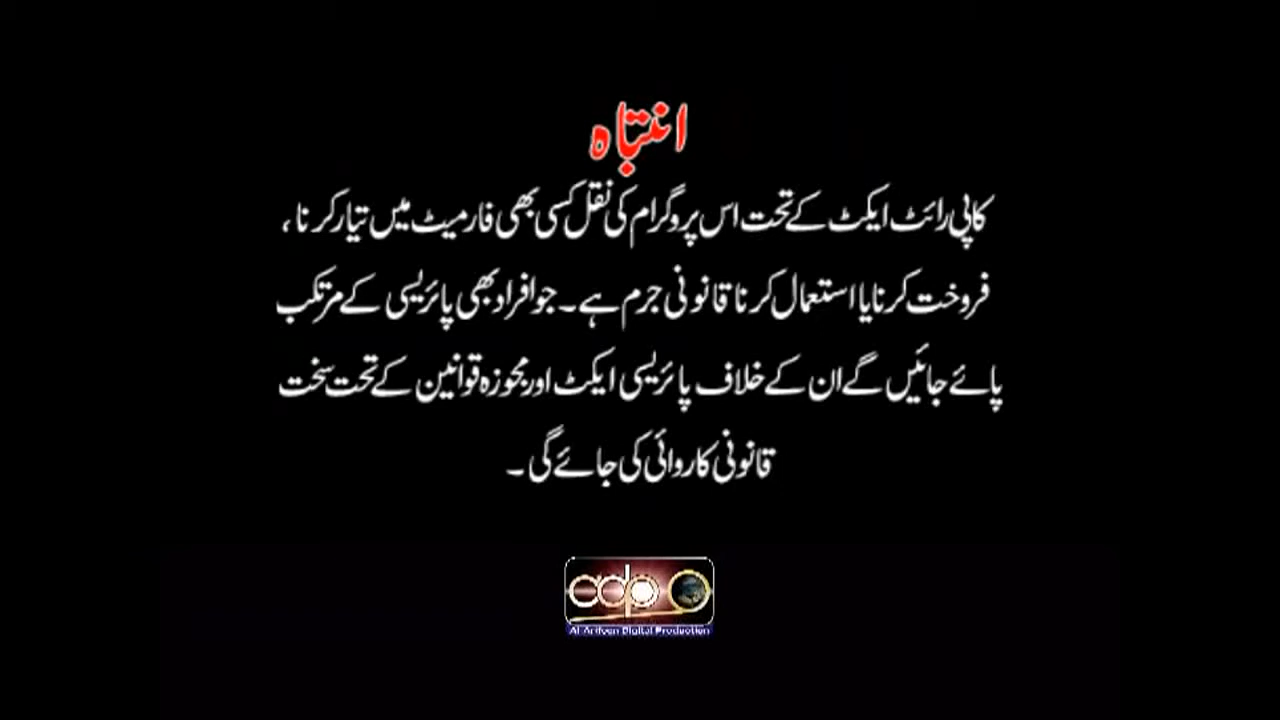 انتباہ
کاپی رائٹ ایکٹ کے تحت اس پروگرام کی نقل کسی بھی فارمیٹ میں تیار کرنا،
فروخت کرنا یا استعمال کرنا قانونی جرم ہے۔ جو افراد بھی پائریسی کے مرتکب
پائے جائیں گے ان کے خلاف پائریسی ایکٹ اور مجوزہ قوانین کے تحت سخت
قانونی کاروائی کی جائے گی۔
adp
Al Arifeen Digital Production